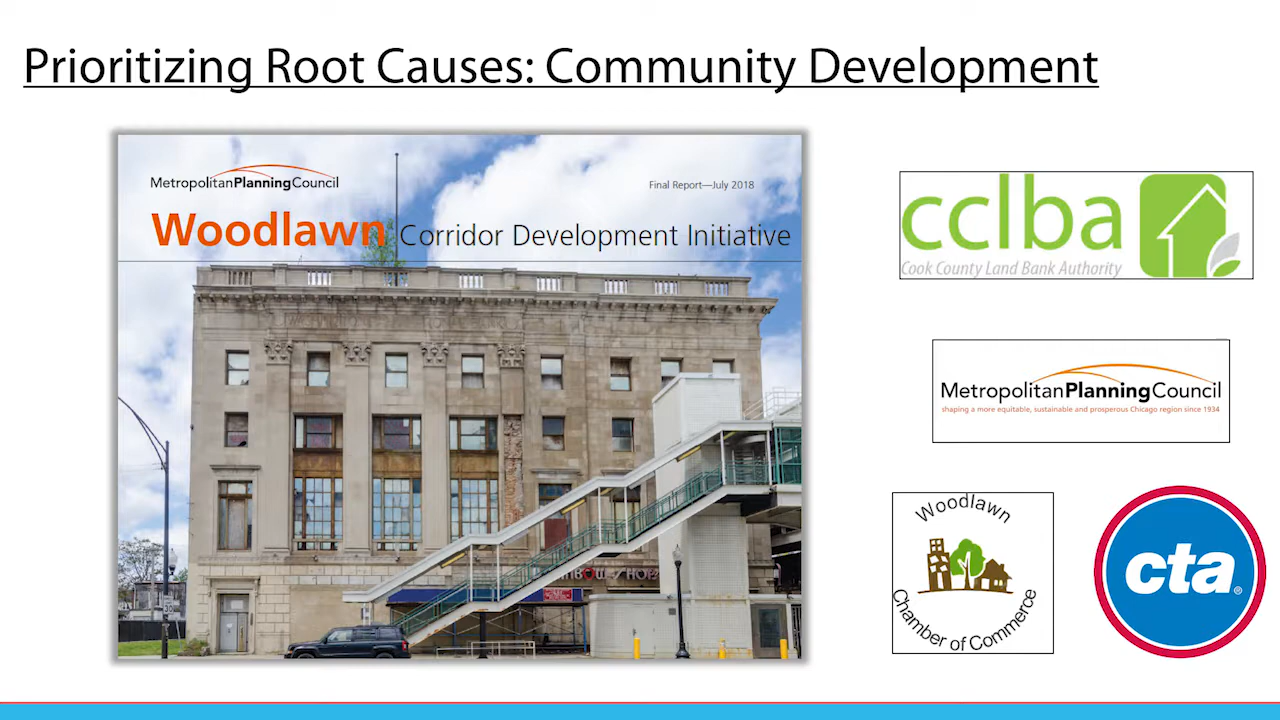 Prioritizing Root Causes: Community Development
MetropolitanPlanningCouncil
Final Report—July 2018
Woodlawn Corridor Development Initiative
cclba
Cook County Land Bank Authority
MetropolitanPlanningCouncil
shaping a more equitable, sustainable and prosperous Chicago region since 1934
Woodlawn
Chamber of Commerce
cta®